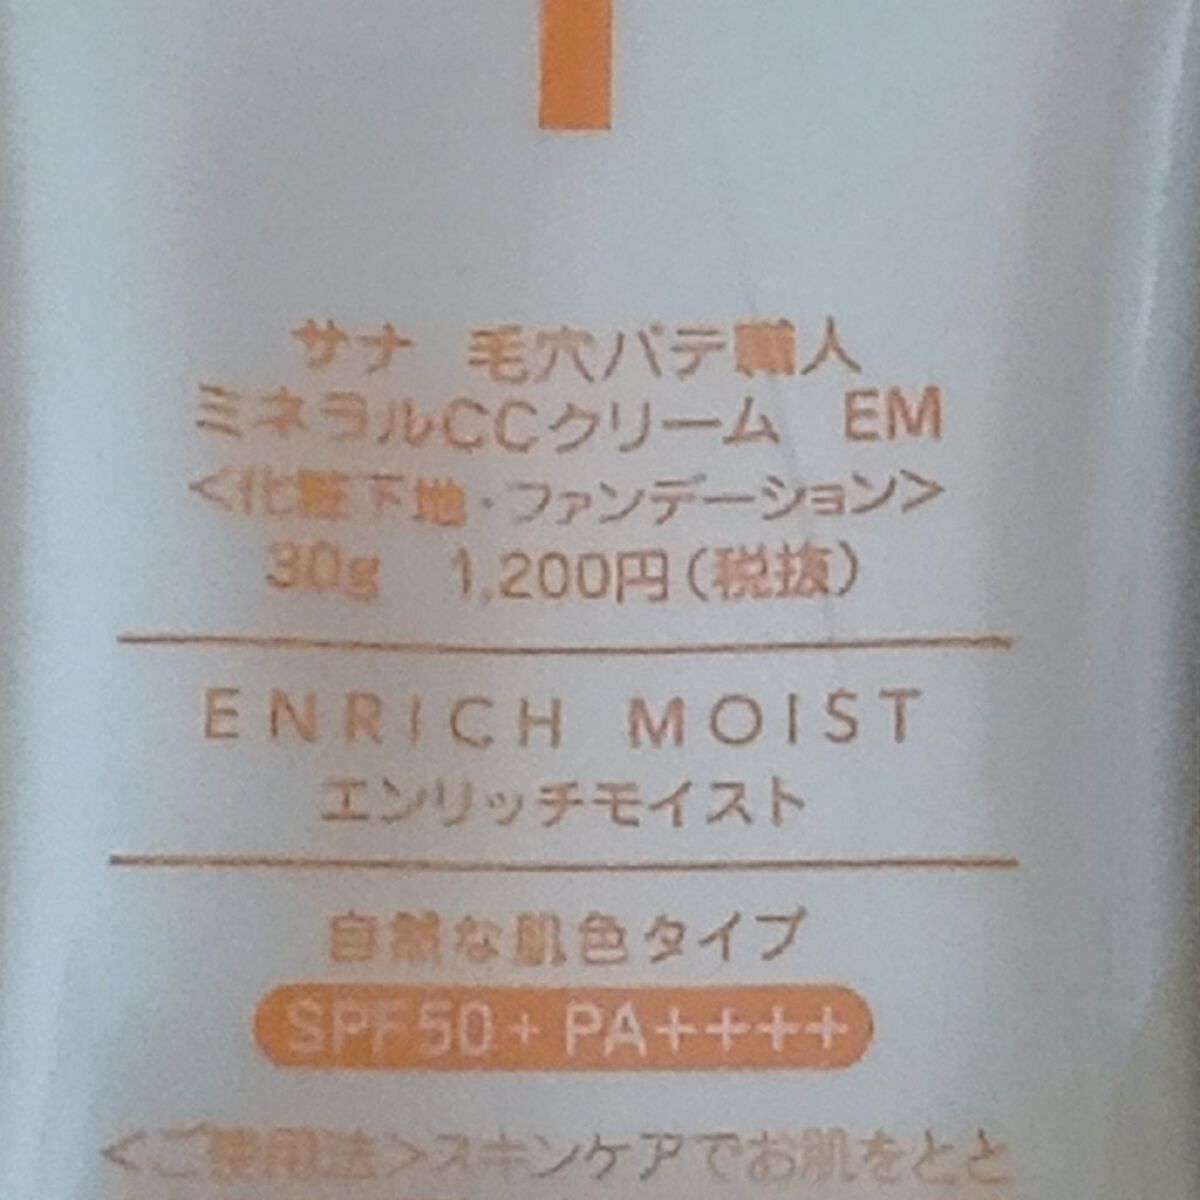 サナ 毛穴パテ職人
ミネラルCCクリーム EM
<化粧下地・ファンデーション>
30g 1,200円(税抜)
ENRICH MOIST
エンリッチモイスト
自然な肌色タイプ
SPF50+ PA++++
<ご使用法>スキンケアでお肌をとと